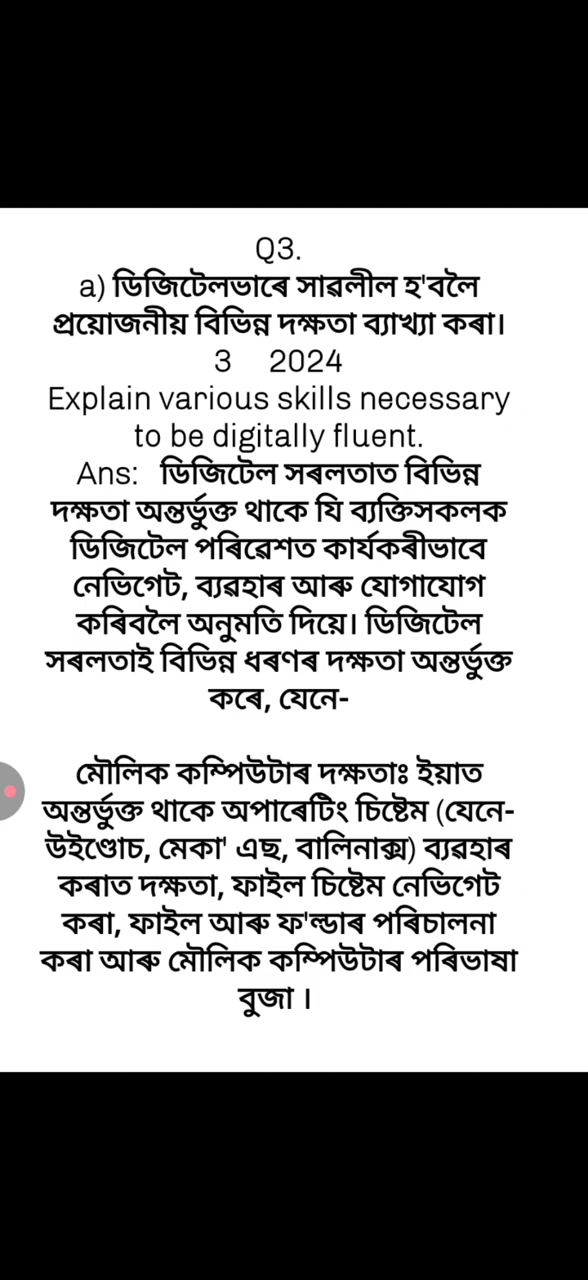 Q3.
a) ডিজিটেলভাৱে সাৱলীল হ'বলৈ
প্ৰয়োজনীয় বিভিন্ন দক্ষতা ব্যাখ্যা কৰা।
3 2024
Explain various skills necessary
to be digitally fluent.
Ans: ডিজিটেল সৰলতাত বিভিন্ন
দক্ষতা অন্তৰ্ভুক্ত থাকে যি ব্যক্তিসকলক
ডিজিটেল পৰিৱেশত কাৰ্যকৰীভাবে
নেভিগেট, ব্যৱহাৰ আৰু যোগাযোগ
কৰিবলৈ অনুমতি দিয়ে। ডিজিটেল
সৰলতাই বিভিন্ন ধৰণৰ দক্ষতা অন্তৰ্ভুক্ত
কৰে, যেনে-
মৌলিক কম্পিউটাৰ দক্ষতাঃ ইয়াত
অন্তৰ্ভুক্ত থাকে অপাৰেটিং চিষ্টেম (যেনে-
উইণ্ডোচ, মেকা' এছ, বালিনাক্স) ব্যৱহাৰ
কৰাত দক্ষতা, ফাইল চিষ্টেম নেভিগেট
কৰা, ফাইল আৰু ফ'ল্ডাৰ পৰিচালনা
কৰা আৰু মৌলিক কম্পিউটাৰ পৰিভাষা
বুজা ।